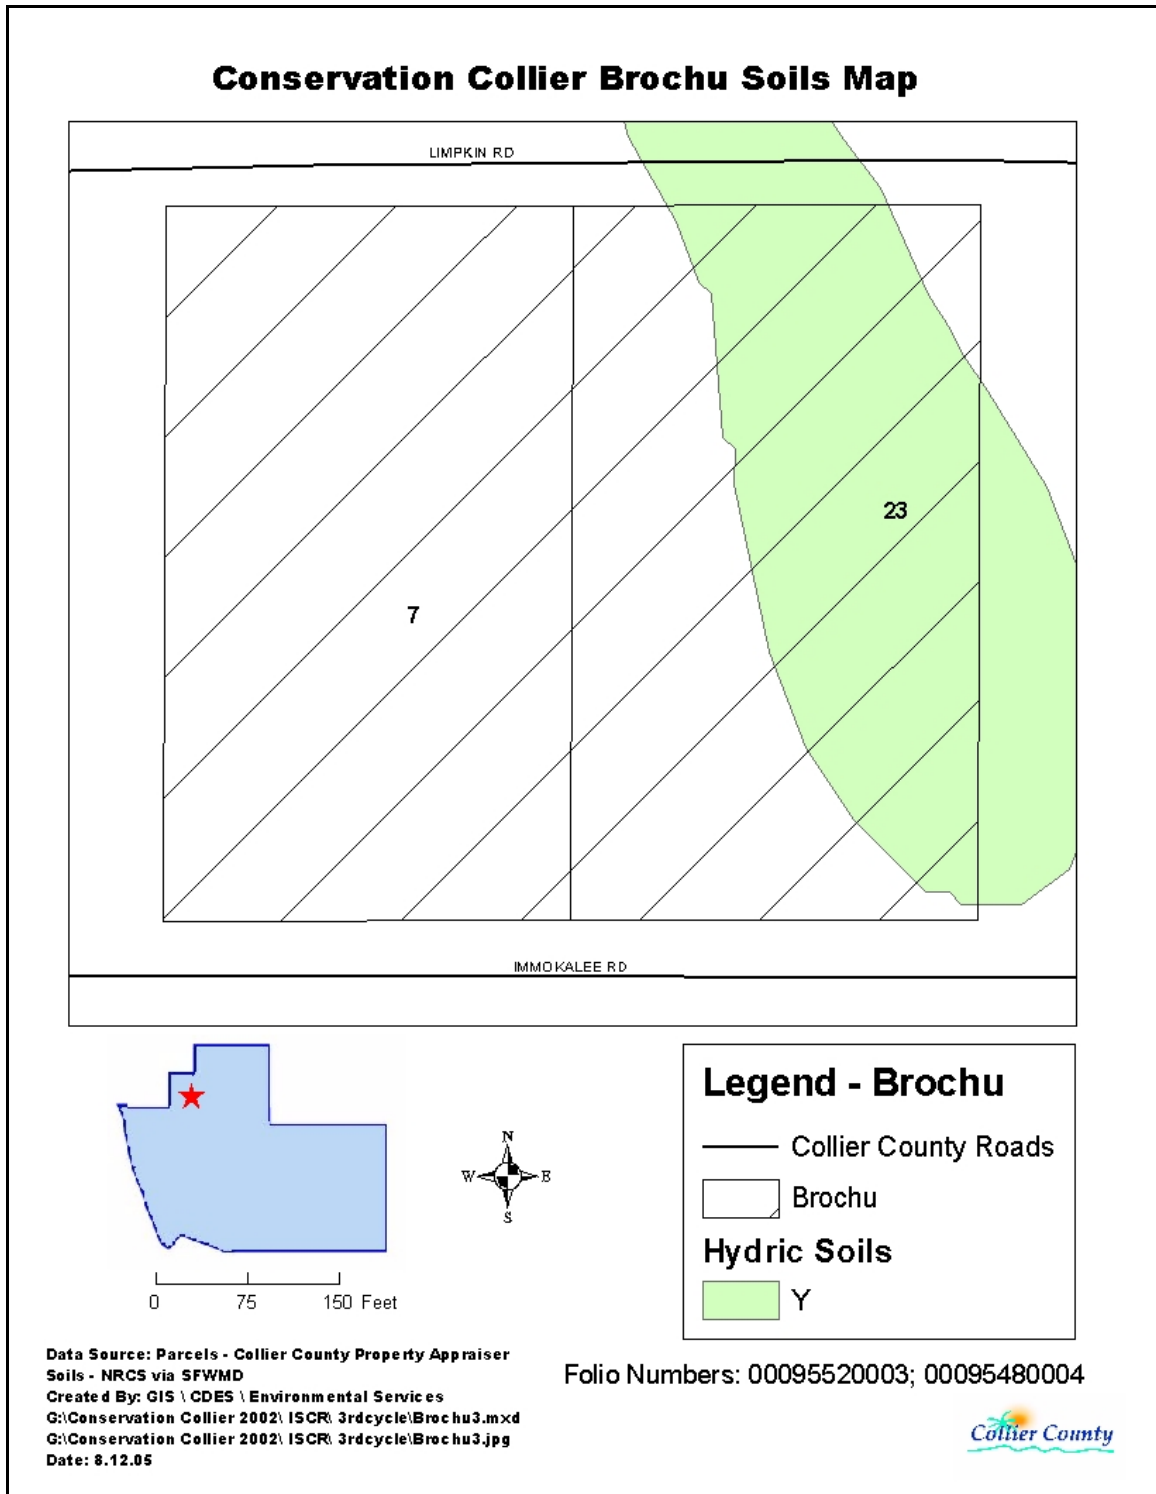 Conservation Collier Brochu Soils Map
LIMPKIN RD
23
7
IMMOKALEE RD
Legend - Brochu
Collier County Roads
Brochu
Hydric Soils
Y
N
W E
S
0 75 150 Feet
Data Source: Parcels - Collier County Property Appraiser
Soils - NRCS via SFWMD
Created By: GIS \ CDES \ Environmental Services
G:\Conservation Collier 2002\ ISCR\ 3rdcycle\Brochu3.mxd
G:\Conservation Collier 2002\ ISCR\ 3rdcycle\Brochu3.jpg
Date: 8.12.05
Folio Numbers: 00095520003; 00095480004
Collier County